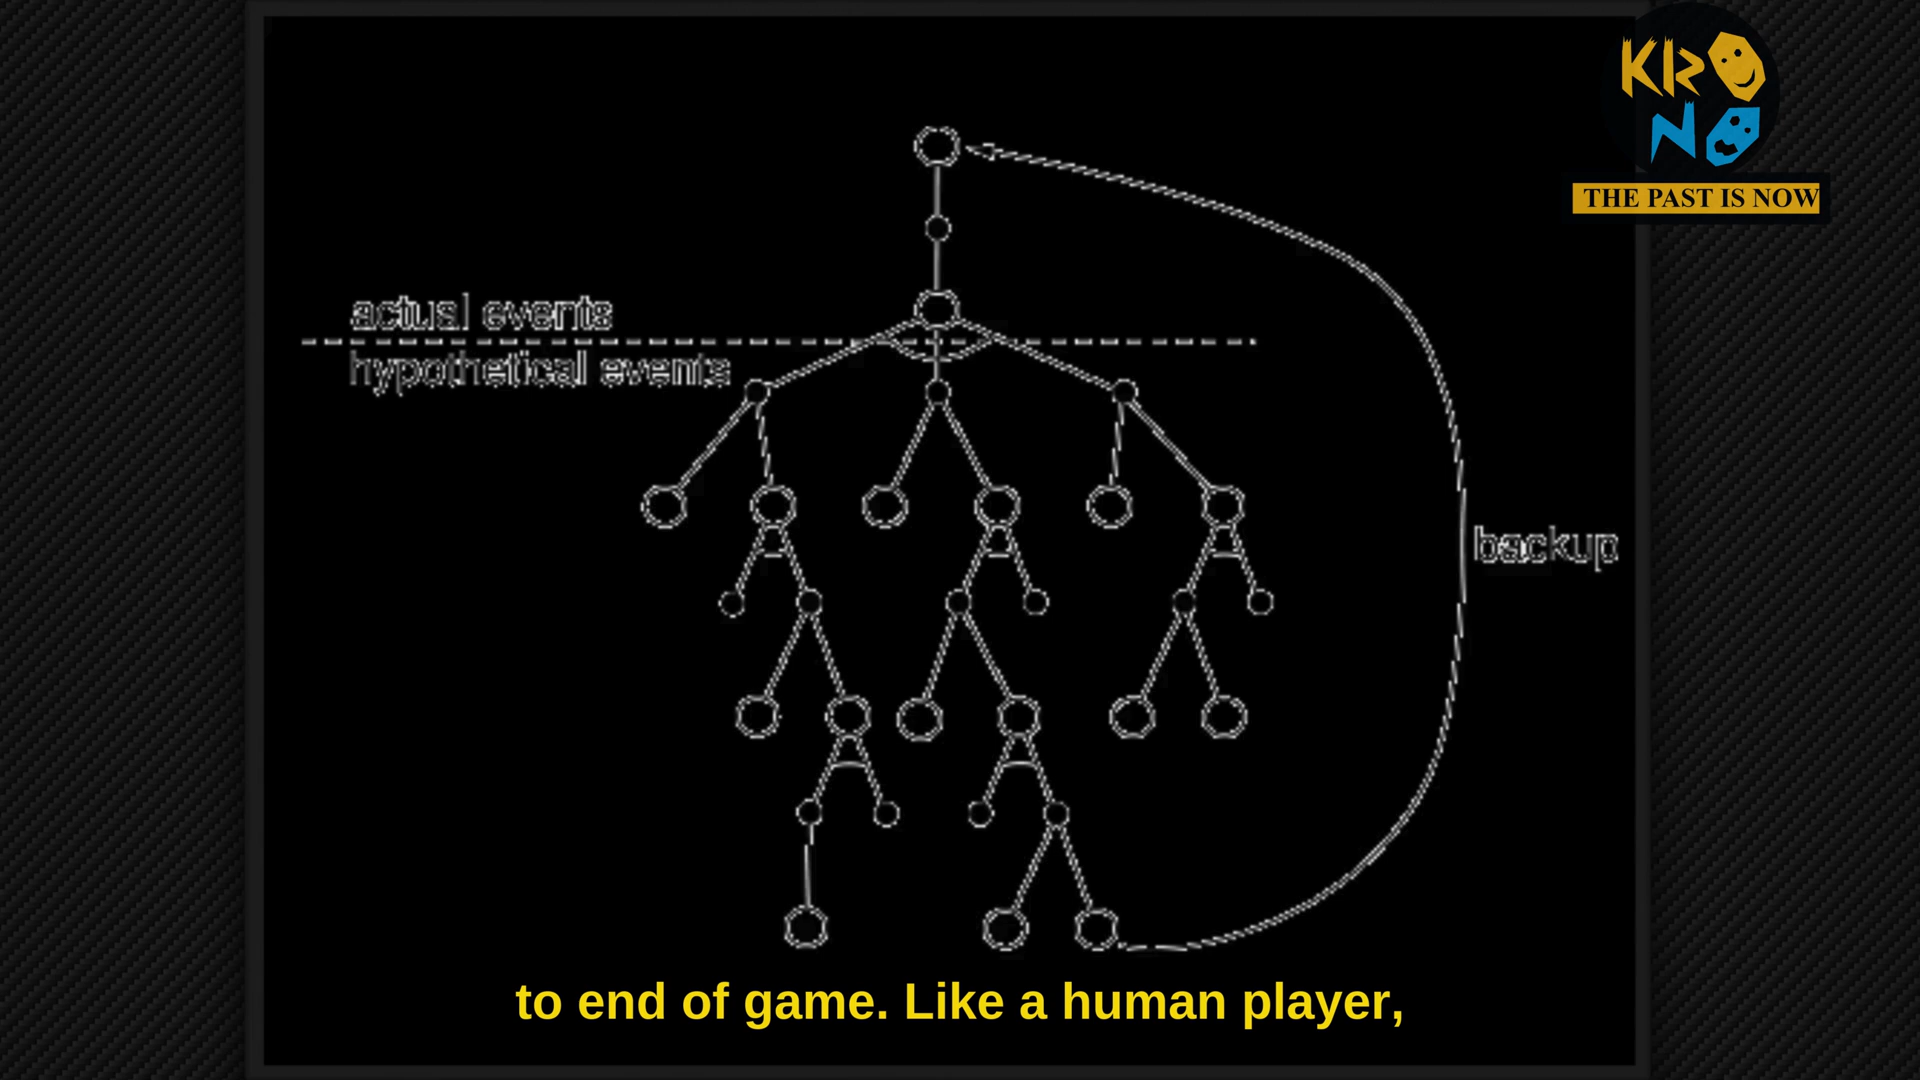 KRONO
THE PAST IS NOW
actual events
hypothetical events
backup
to end of game. Like a human player,